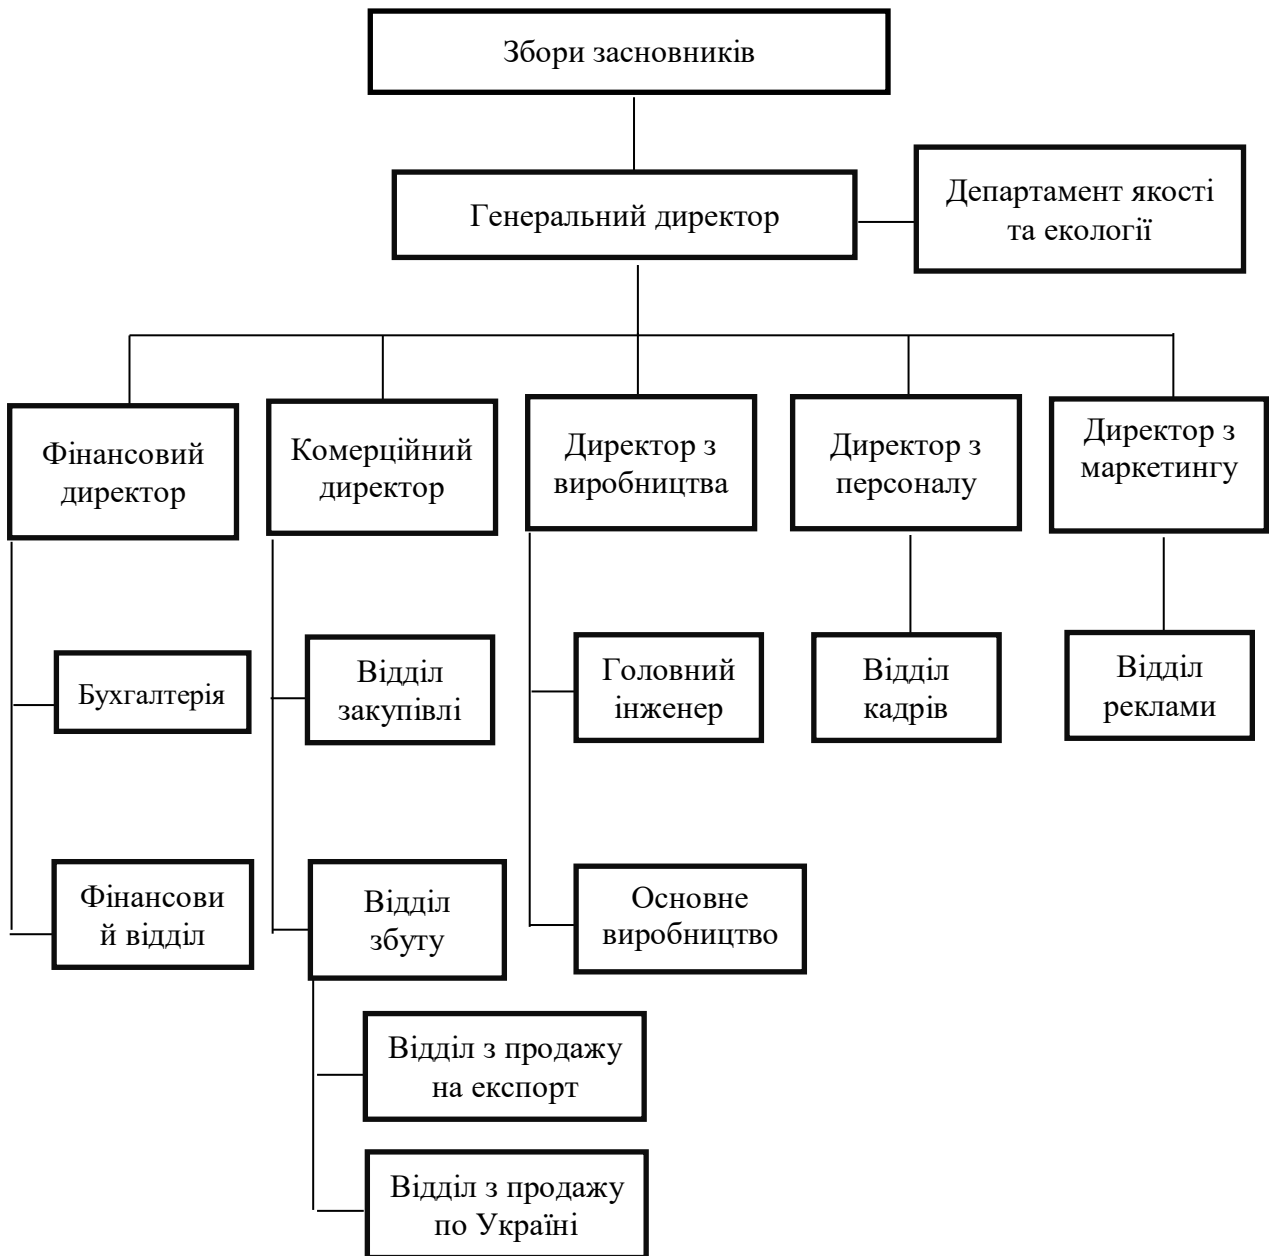 Збори засновників
Генеральний директор
Департамент якості
та екології
Фінансовий
директор
Комерційний
директор
Директор з
виробництва
Директор з
персоналу
Директор з
маркетингу
Бухгалтерія
Відділ
закупівлі
Головний
інженер
Відділ
кадрів
Відділ
реклами
Фінансови
й відділ
Відділ
збуту
Основне
виробництво
Відділ з продажу
на експорт
Відділ з продажу
по Україні